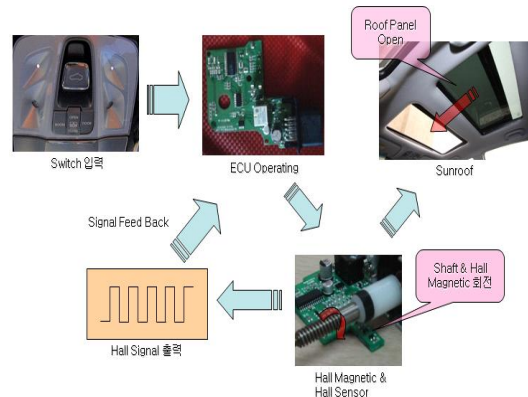 Roof Panel
Open
Switch 입력
ECU Operating
Sunroof
Signal Feed Back
Shaft & Hall
Magnetic 회전
Hall Signal 출력
Hall Magnetic &
Hall Sensor